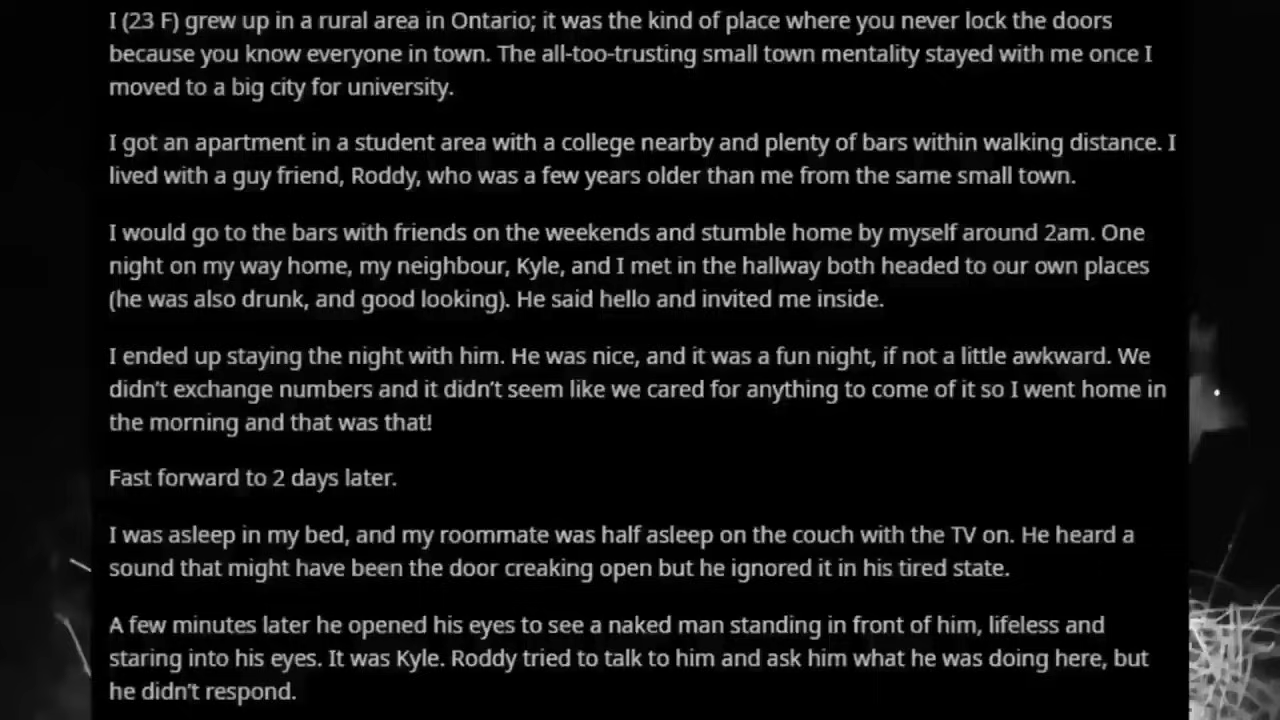 I (23 F) grew up in a rural area in Ontario; it was the kind of place where you never lock the doors
because you know everyone in town. The all-too-trusting small town mentality stayed with me once I
moved to a big city for university.
I got an apartment in a student area with a college nearby and plenty of bars within walking distance. I
lived with a guy friend, Roddy, who was a few years older than me from the same small town.
I would go to the bars with friends on the weekends and stumble home by myself around 2am. One
night on my way home, my neighbour, Kyle, and I met in the hallway both headed to our own places
(he was also drunk, and good looking). He said hello and invited me inside.
I ended up staying the night with him. He was nice, and it was a fun night, if not a little awkward. We
didn't exchange numbers and it didn't seem like we cared for anything to come of it so I went home in
the morning and that was that!
Fast forward to 2 days later.
I was asleep in my bed, and my roommate was half asleep on the couch with the TV on. He heard a
sound that might have been the door creaking open but he ignored it in his tired state.
A few minutes later he opened his eyes to see a naked man standing in front of him, lifeless and
staring into his eyes. It was Kyle. Roddy tried to talk to him and ask him what he was doing here, but
he didn't respond.